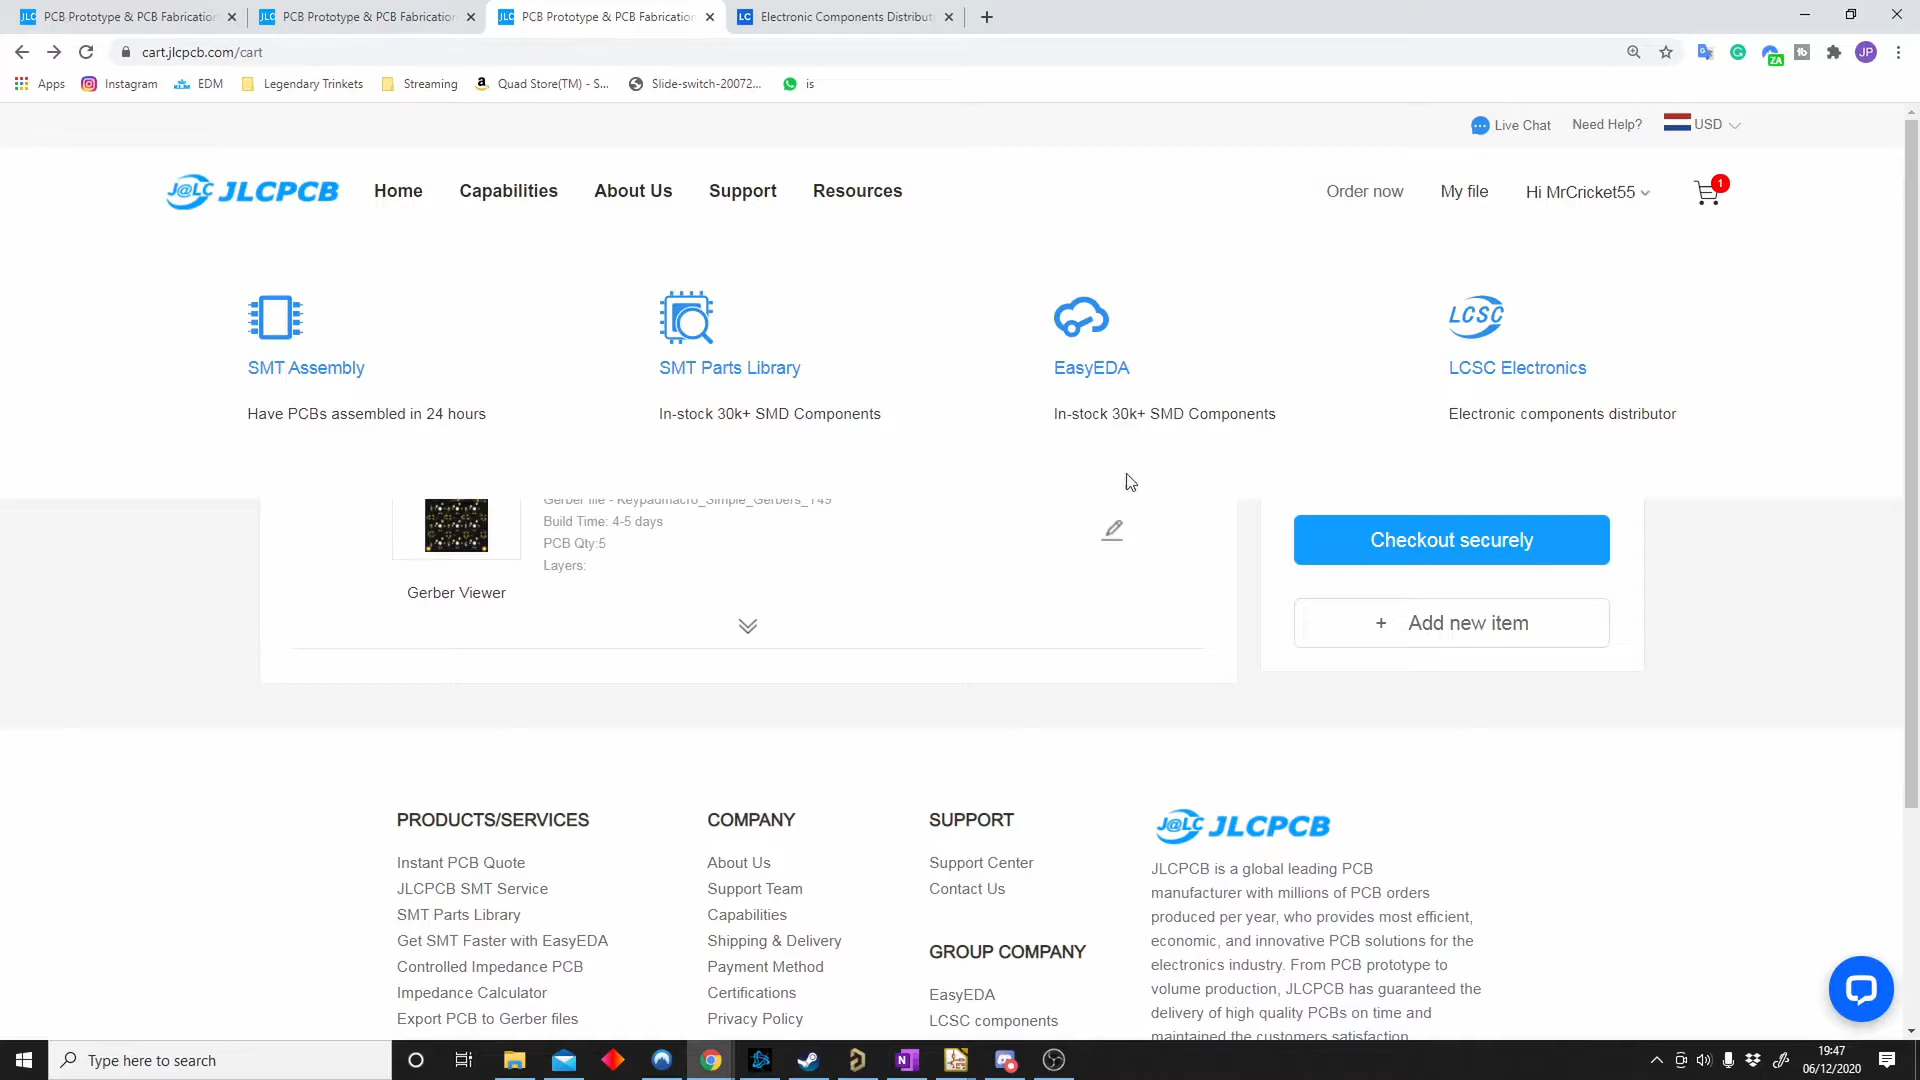 PCB Prototype & PCB Fabrication
PCB Prototype & PCB Fabrication
PCB Prototype & PCB Fabrication
Electronic Components Distribut
cart.jlcpcb.com/cart
Apps
Instagram
EDM
Legendary Trinkets
Streaming
Quad Store(TM) - S...
Slide-switch-20072...
is
Live Chat
Need Help?
USD
J@LC JLCPCB
Home
Capabilities
About Us
Support
Resources
Order now
My file
Hi MrCricket55
1
LCSC
SMT Assembly
SMT Parts Library
EasyEDA
LCSC Electronics
Have PCBs assembled in 24 hours
In-stock 30k+ SMD Components
In-stock 30k+ SMD Components
Electronic components distributor
Gerber file - Keypadmacro_Simple_Gerbers_Y49
Build Time: 4-5 days
PCB Qty:5
Layers:
Gerber Viewer
Checkout securely
+ Add new item
PRODUCTS/SERVICES
Instant PCB Quote
JLCPCB SMT Service
SMT Parts Library
Get SMT Faster with EasyEDA
Controlled Impedance PCB
Impedance Calculator
Export PCB to Gerber files
COMPANY
About Us
Support Team
Capabilities
Shipping & Delivery
Payment Method
Certifications
Privacy Policy
SUPPORT
Support Center
Contact Us
GROUP COMPANY
EasyEDA
LCSC components
J@LC JLCPCB
JLCPCB is a global leading PCB
manufacturer with millions of PCB orders
produced per year, who provides most efficient,
economic, and innovative PCB solutions for the
electronics industry. From PCB prototype to
volume production, JLCPCB has guaranteed the
delivery of high quality PCBs on time and
maintained the customers satisfaction
Type here to search
19:47
06/12/2020